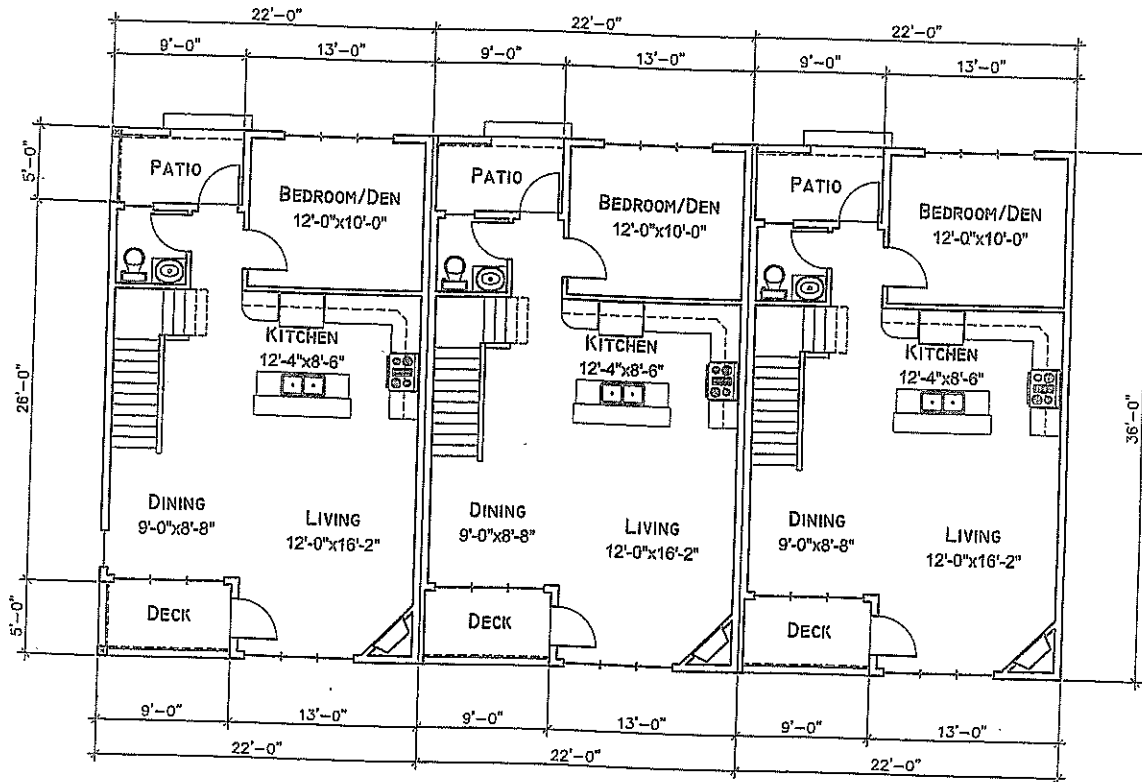 22'-0"
22'-0"
22'-0"
9'-0"
13'-0"
9'-0"
13'-0"
9'-0"
13'-0"
5'-0"
26'-0"
5'-0"
36'-0"
PATIO
BEDROOM/DEN
12'-0"x10'-0"
PATIO
BEDROOM/DEN
12'-0"x10'-0"
PATIO
BEDROOM/DEN
12'-0"x10'-0"
KITCHEN
12'-4"x8'-6"
KITCHEN
12'-4"x8'-6"
KITCHEN
12'-4"x8'-6"
DINING
9'-0"x8'-8"
LIVING
12'-0"x16'-2"
DINING
9'-0"x8'-8"
LIVING
12'-0"x16'-2"
DINING
9'-0"x8'-8"
LIVING
12'-0"x16'-2"
DECK
DECK
DECK
9'-0"
13'-0"
9'-0"
13'-0"
9'-0"
13'-0"
22'-0"
22'-0"
22'-0"